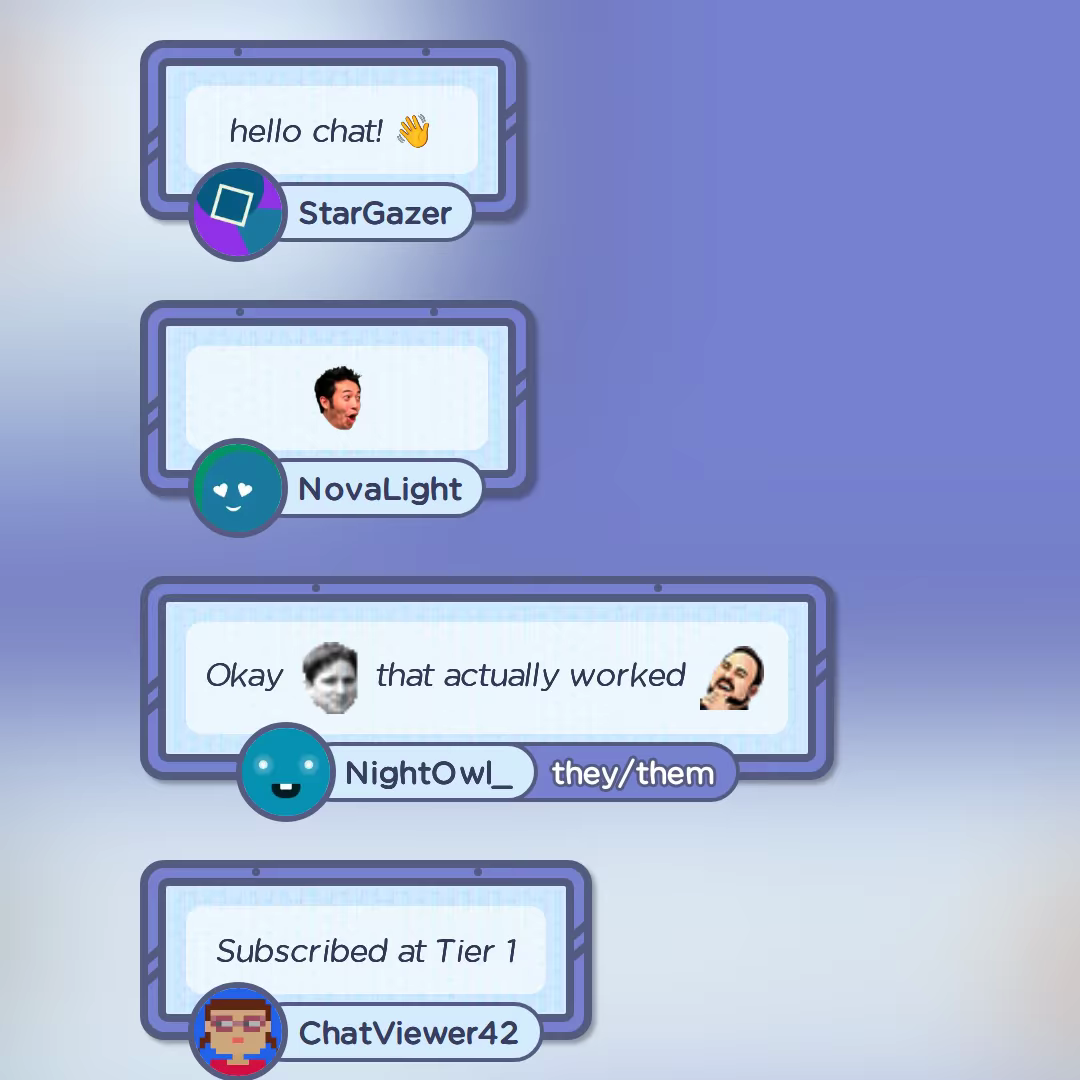 hello chat! 👋
StarGazer
NovaLight
Okay that actually worked
NightOwl_ they/them
Subscribed at Tier 1
ChatViewer42